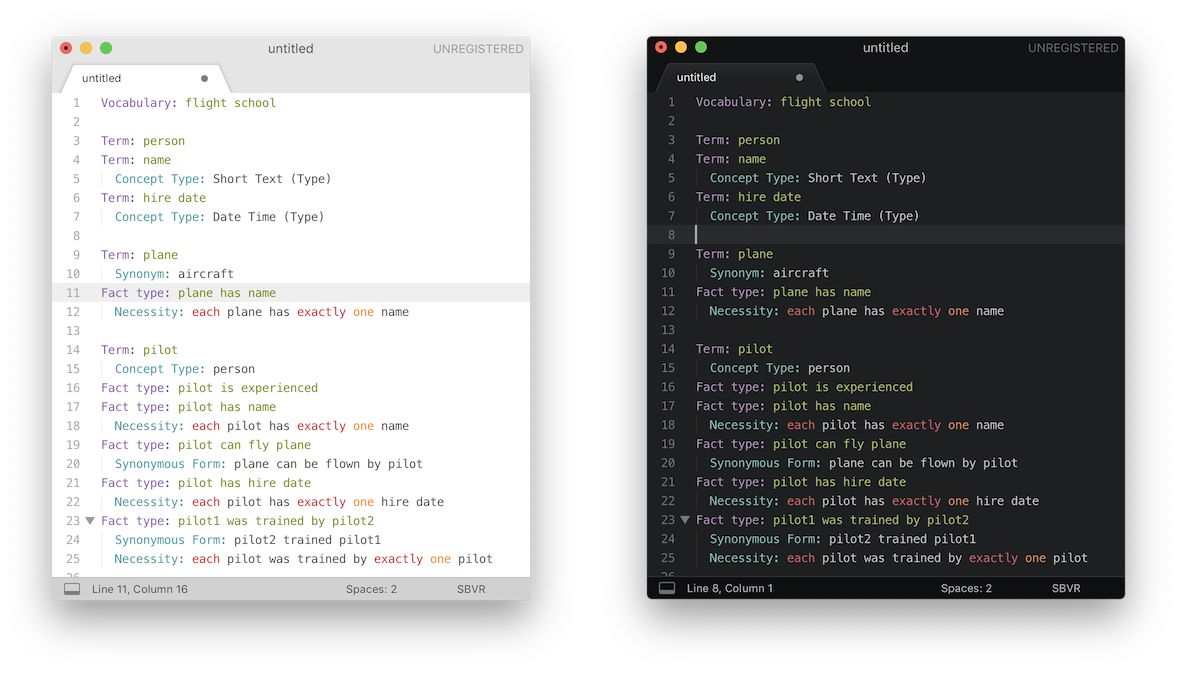 untitled
UNREGISTERED
untitled
1 Vocabulary: flight school
2
3 Term: person
4 Term: name
5 Concept Type: Short Text (Type)
6 Term: hire date
7 Concept Type: Date Time (Type)
8
9 Term: plane
10 Synonym: aircraft
11 Fact type: plane has name
12 Necessity: each plane has exactly one name
13
14 Term: pilot
15 Concept Type: person
16 Fact type: pilot is experienced
17 Fact type: pilot has name
18 Necessity: each pilot has exactly one name
19 Fact type: pilot can fly plane
20 Synonymous Form: plane can be flown by pilot
21 Fact type: pilot has hire date
22 Necessity: each pilot has exactly one hire date
23 Fact type: pilot1 was trained by pilot2
24 Synonymous Form: pilot2 trained pilot1
25 Necessity: each pilot was trained by exactly one pilot
26
Line 11, Column 16 Spaces: 2 SBVR
untitled
UNREGISTERED
untitled
1 Vocabulary: flight school
2
3 Term: person
4 Term: name
5 Concept Type: Short Text (Type)
6 Term: hire date
7 Concept Type: Date Time (Type)
8
9 Term: plane
10 Synonym: aircraft
11 Fact type: plane has name
12 Necessity: each plane has exactly one name
13
14 Term: pilot
15 Concept Type: person
16 Fact type: pilot is experienced
17 Fact type: pilot has name
18 Necessity: each pilot has exactly one name
19 Fact type: pilot can fly plane
20 Synonymous Form: plane can be flown by pilot
21 Fact type: pilot has hire date
22 Necessity: each pilot has exactly one hire date
23 Fact type: pilot1 was trained by pilot2
24 Synonymous Form: pilot2 trained pilot1
25 Necessity: each pilot was trained by exactly one pilot
26
Line 8, Column 1 Spaces: 2 SBVR